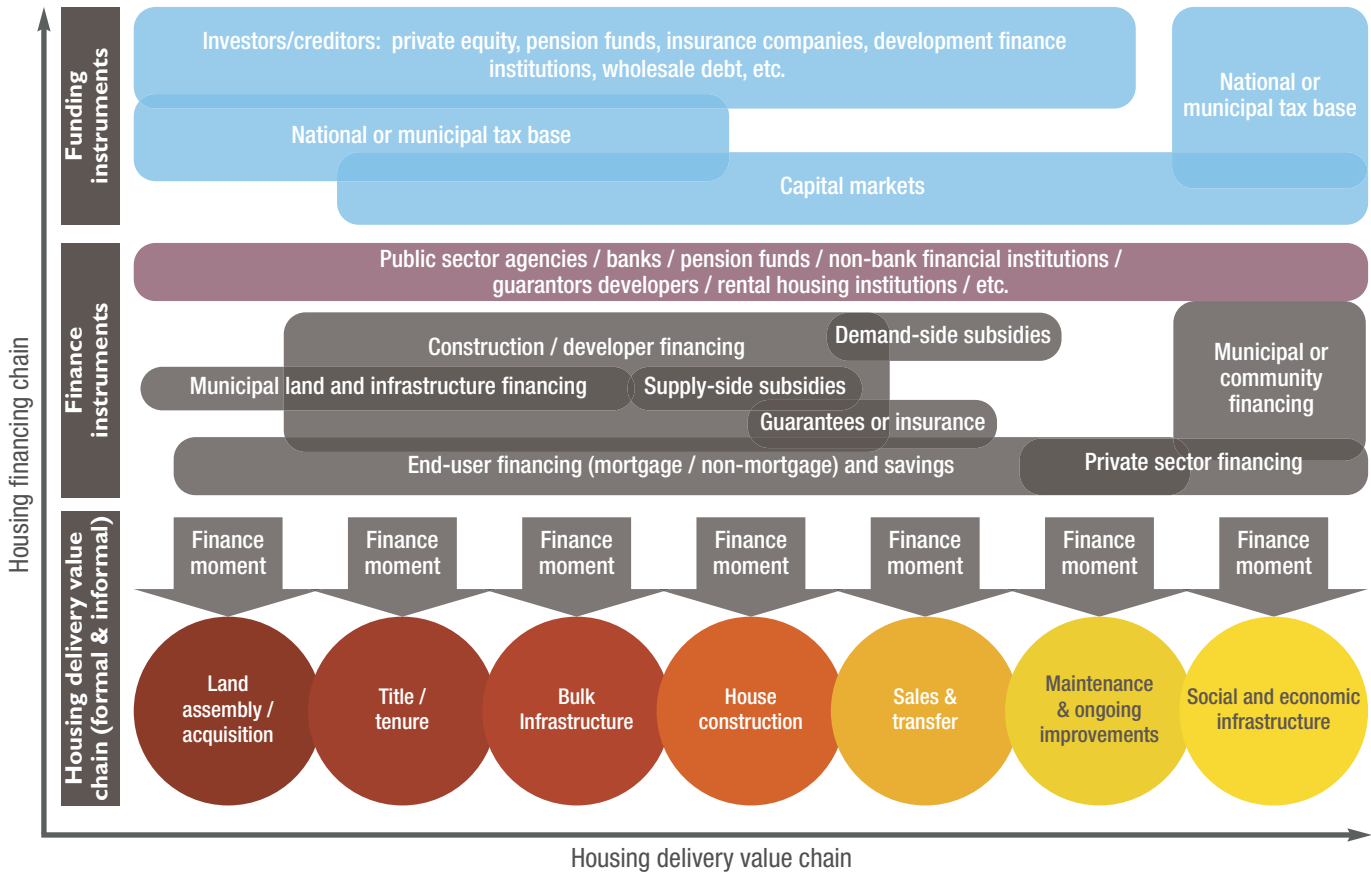 Housing financing chain
Funding
instruments
Investors/creditors:  private equity, pension funds, insurance companies, development finance
institutions, wholesale debt, etc.
National or
municipal tax base
National or municipal tax base
Capital markets
Finance
instruments
Public sector agencies / banks / pension funds / non-bank financial institutions /
guarantors developers / rental housing institutions / etc.
Demand-side subsidies
Construction / developer financing
Municipal or
community
financing
Municipal land and infrastructure financing
Supply-side subsidies
Guarantees or insurance
End-user financing (mortgage / non-mortgage) and savings
Private sector financing
Housing delivery value
chain (formal & informal)
Finance
moment
Finance
moment
Finance
moment
Finance
moment
Finance
moment
Finance
moment
Finance
moment
Land
assembly /
acquisition
Title /
tenure
Bulk
Infrastructure
House
construction
Sales &
transfer
Maintenance
& ongoing
improvements
Social and economic
infrastructure
Housing delivery value chain